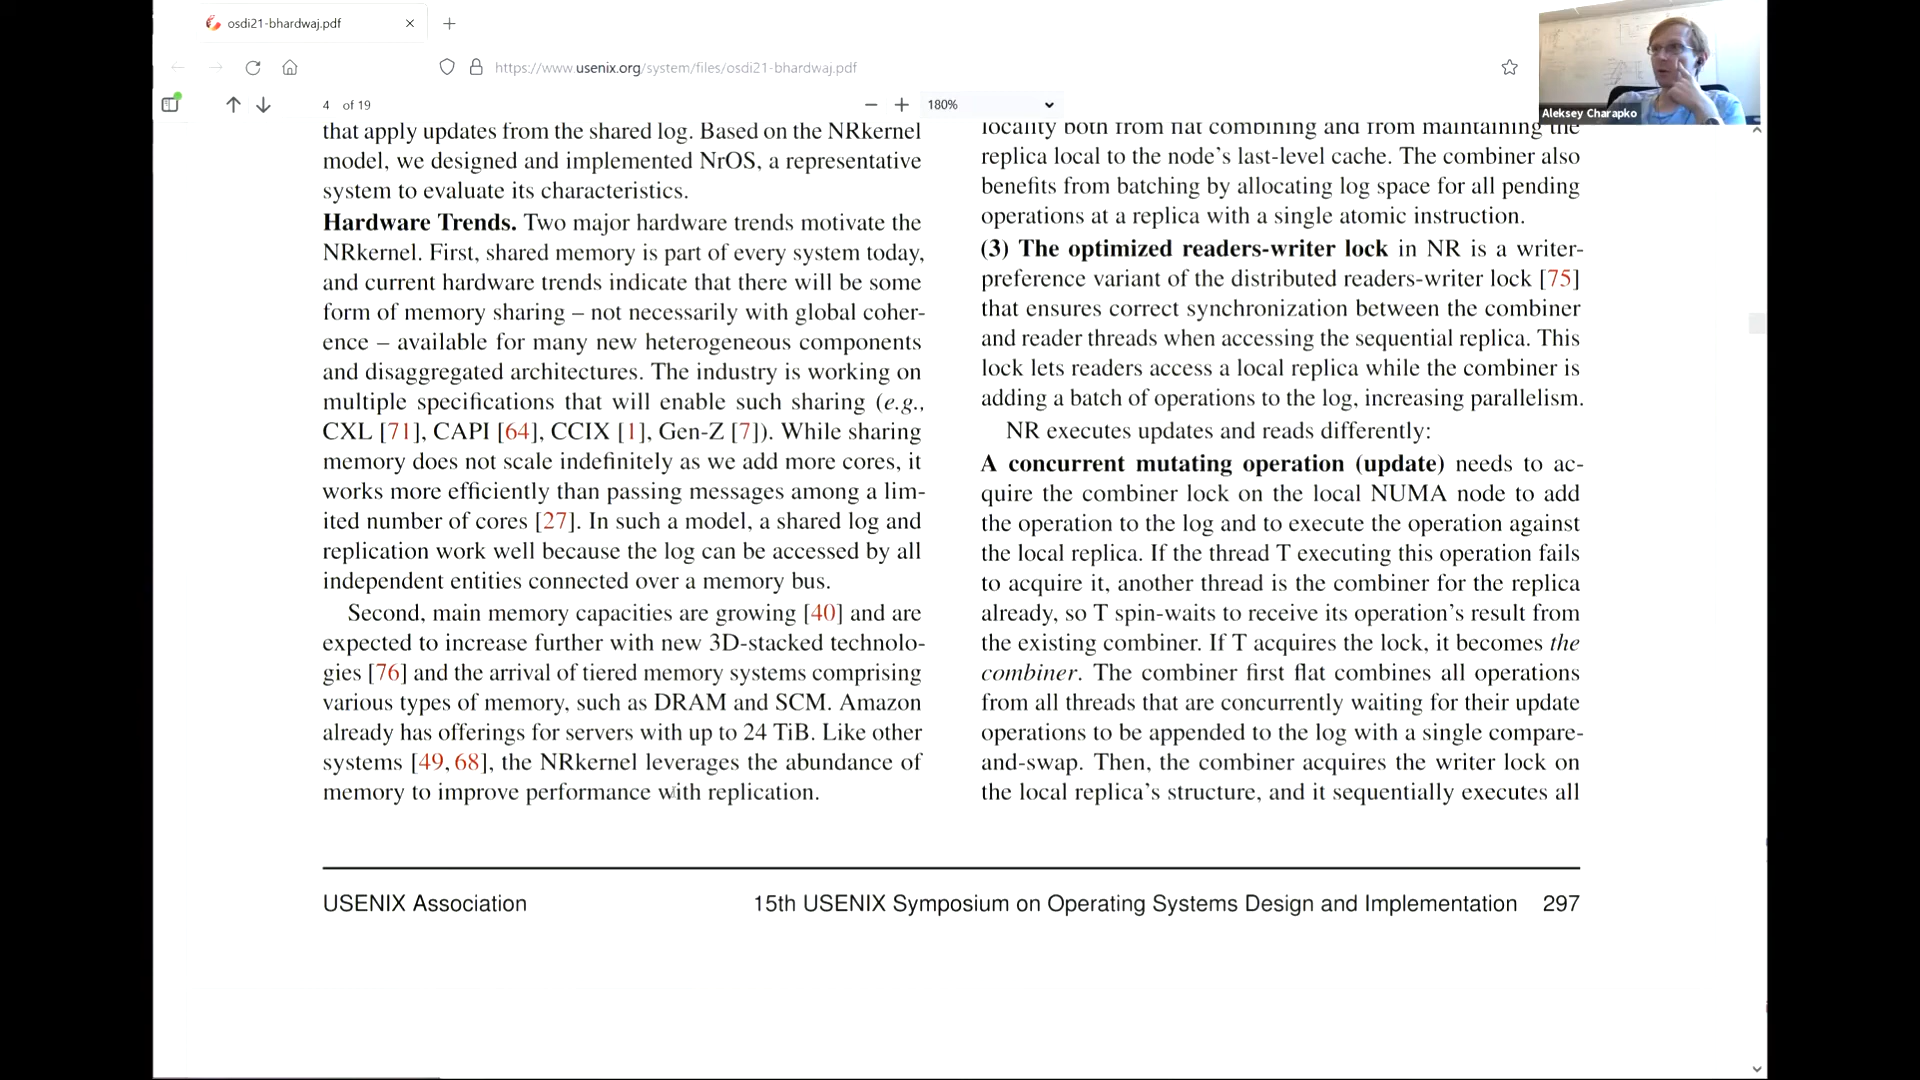 osdi21-bhardwaj.pdf
https://www.usenix.org/system/files/osdi21-bhardwaj.pdf
4 of 19
180%
Aleksey Charapko
that apply updates from the shared log. Based on the NRkernel
model, we designed and implemented NrOS, a representative
system to evaluate its characteristics.
Hardware Trends. Two major hardware trends motivate the
NRkernel. First, shared memory is part of every system today,
and current hardware trends indicate that there will be some
form of memory sharing – not necessarily with global coher-
ence – available for many new heterogeneous components
and disaggregated architectures. The industry is working on
multiple specifications that will enable such sharing (e.g.,
CXL [71], CAPI [64], CCIX [1], Gen-Z [7]). While sharing
memory does not scale indefinitely as we add more cores, it
works more efficiently than passing messages among a lim-
ited number of cores [27]. In such a model, a shared log and
replication work well because the log can be accessed by all
independent entities connected over a memory bus.
Second, main memory capacities are growing [40] and are
expected to increase further with new 3D-stacked technolo-
gies [76] and the arrival of tiered memory systems comprising
various types of memory, such as DRAM and SCM. Amazon
already has offerings for servers with up to 24 TiB. Like other
systems [49, 68], the NRkernel leverages the abundance of
memory to improve performance with replication.
locality both from flat combining and from maintaining the
replica local to the node's last-level cache. The combiner also
benefits from batching by allocating log space for all pending
operations at a replica with a single atomic instruction.
(3) The optimized readers-writer lock in NR is a writer-
preference variant of the distributed readers-writer lock [75]
that ensures correct synchronization between the combiner
and reader threads when accessing the sequential replica. This
lock lets readers access a local replica while the combiner is
adding a batch of operations to the log, increasing parallelism.
NR executes updates and reads differently:
A concurrent mutating operation (update) needs to ac-
quire the combiner lock on the local NUMA node to add
the operation to the log and to execute the operation against
the local replica. If the thread T executing this operation fails
to acquire it, another thread is the combiner for the replica
already, so T spin-waits to receive its operation's result from
the existing combiner. If T acquires the lock, it becomes the
combiner. The combiner first flat combines all operations
from all threads that are concurrently waiting for their update
operations to be appended to the log with a single compare-
and-swap. Then, the combiner acquires the writer lock on
the local replica's structure, and it sequentially executes all
USENIX Association
15th USENIX Symposium on Operating Systems Design and Implementation 297